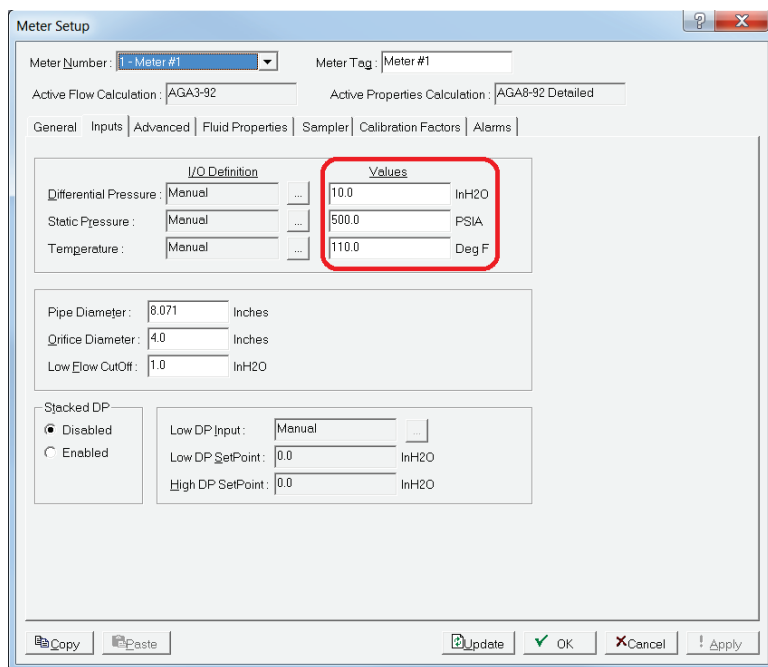 Meter Setup
Meter Number : 1 - Meter #1 Meter Tag : Meter #1
Active Flow Calculation : AGA3-92 Active Properties Calculation : AGA8-92 Detailed
General Inputs Advanced Fluid Properties Sampler Calibration Factors Alarms
I/O Definition Values
Differential Pressure : Manual ... 10.0 InH2O
Static Pressure : Manual ... 500.0 PSIA
Temperature : Manual ... 110.0 Deg F
Pipe Diameter : 8.071 Inches
Orifice Diameter : 4.0 Inches
Low Flow CutOff : 1.0 InH2O
Stacked DP
Disabled Low DP Input : Manual ...
Enabled Low DP SetPoint : 0.0 InH2O
High DP SetPoint : 0.0 InH2O
Copy Paste Update OK Cancel ! Apply